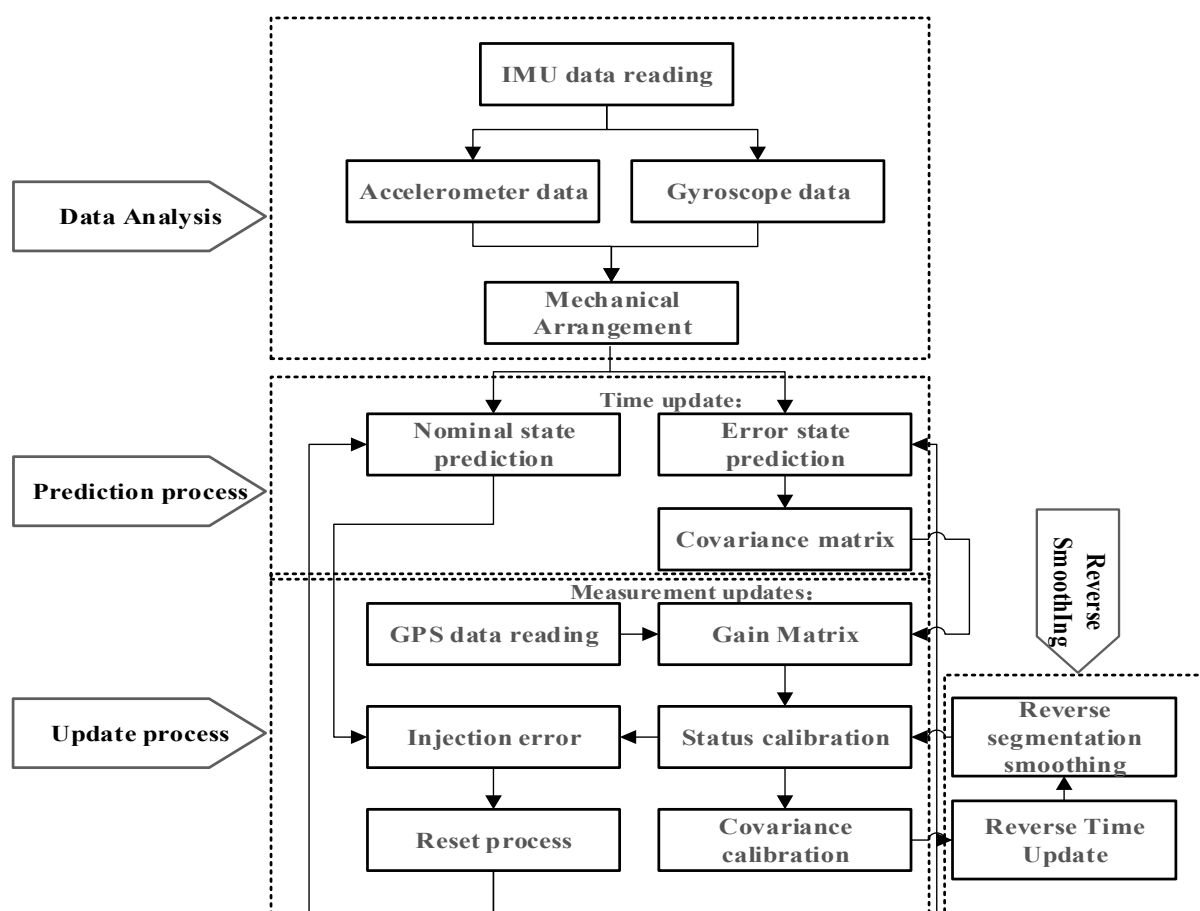 IMU data reading
Accelerometer data
Gyroscope data
Data Analysis
Mechanical
Arrangement
Time update:
Nominal state
prediction
Error state
prediction
Prediction process
Covariance matrix
Reverse
SmoothIng
Measurement updates:
GPS data reading
Gain Matrix
Update process
Injection error
Status calibration
Reverse
segmentation
smoothing
Reset process
Covariance
calibration
Reverse Time
Update